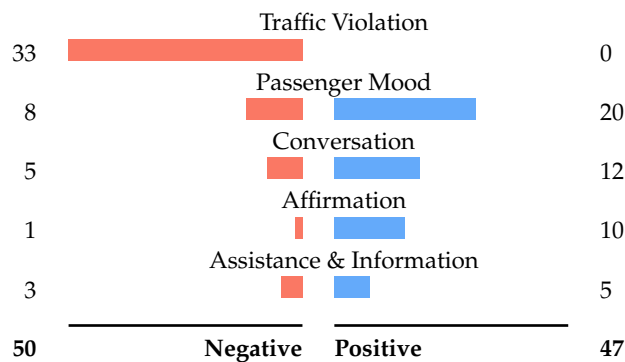 Traffic Violation
33 0
Passenger Mood
8 20
Conversation
5 12
Affirmation
1 10
Assistance & Information
3 5
50 Negative Positive 47